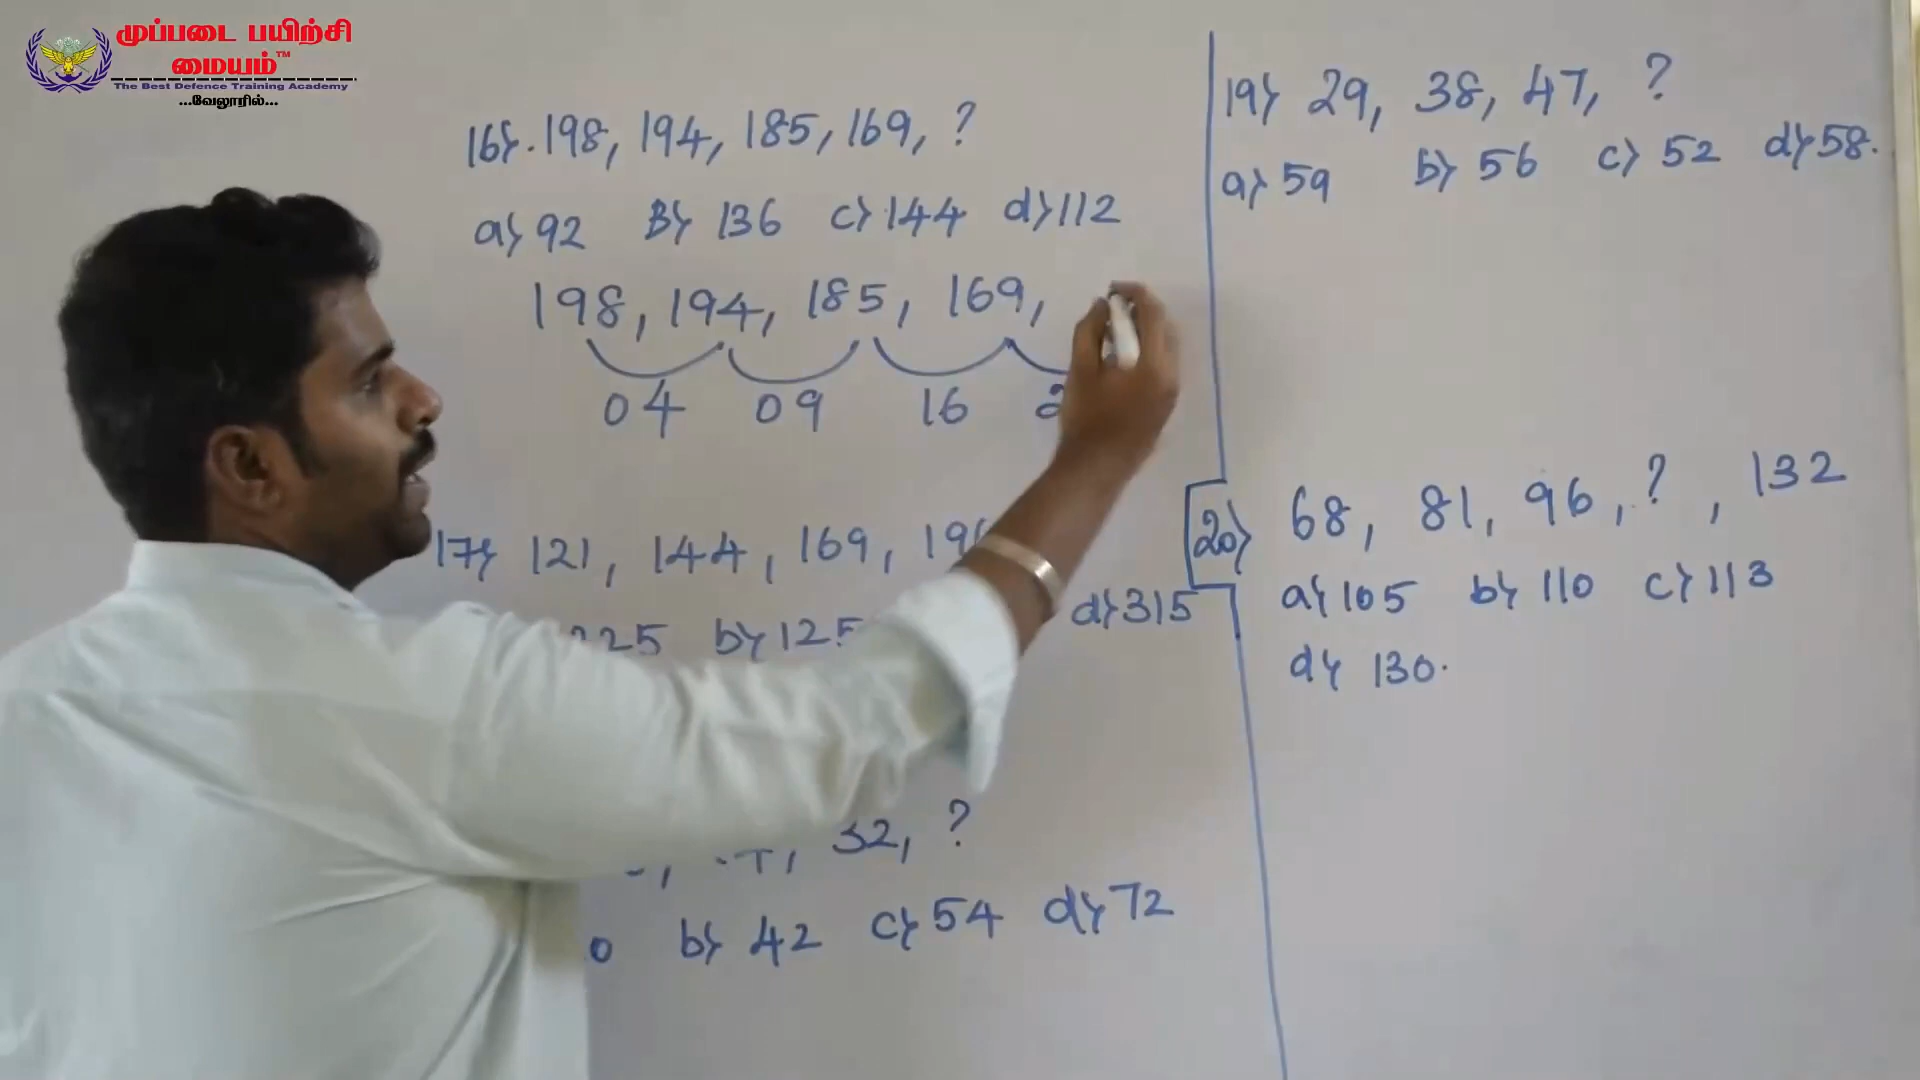 முப்படை பயிற்சி
மையம்™
The Best Defence Training Academy
...வேலூரில்...
16) 198, 194, 185, 169, ?
a) 92 B) 136 c) 144 d) 112
198, 194, 185, 169,
04 09 16
17) 121, 144, 169,
225 b) 125 d) 315
32, ?
b) 42 c) 54 d) 72
19) 29, 38, 47, ?
a) 59 b) 56 c) 52 d) 58.
20) 68, 81, 96, ?, 132
a) 105 b) 110 c) 113
d) 130.